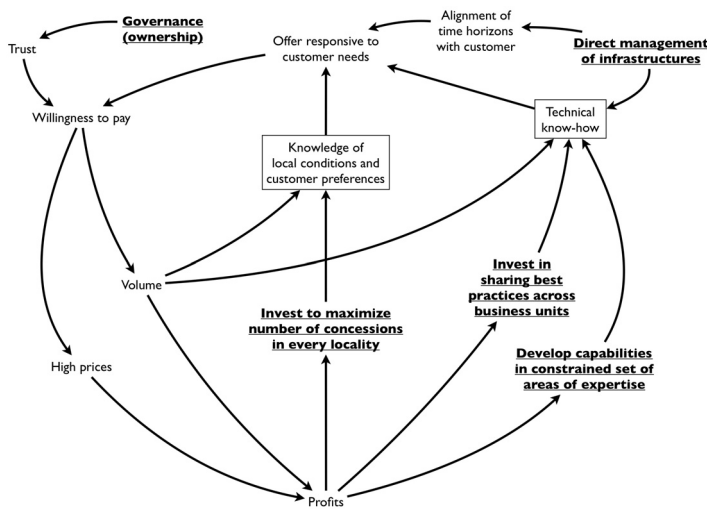 Governance
(ownership)
Trust
Alignment of
time horizons
with customer
Offer responsive to
customer needs
Direct management
of infrastructures
Willingness to pay
Technical
know-how
Knowledge of
local conditions and
customer preferences
Volume
Invest in
sharing best
practices across
business units
Invest to maximize
number of concessions
in every locality
High prices
Develop capabilities
in constrained set of
areas of expertise
Profits